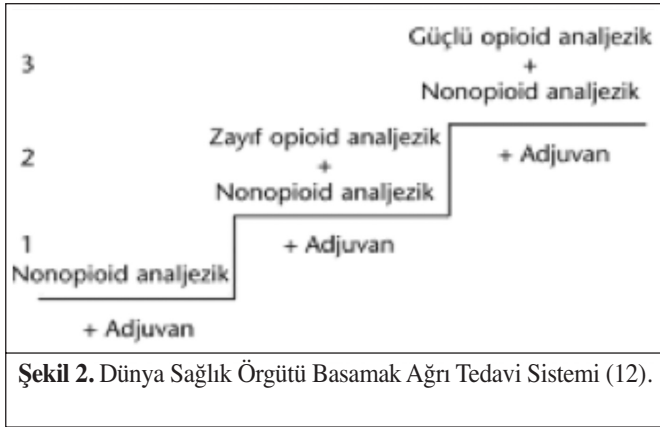 3
Güçlü opioid analjezik
+
Nonopioid analjezik
+ Adjuvan
2
Zayıf opioid analjezik
+
Nonopioid analjezik
+ Adjuvan
1
Nonopioid analjezik
+ Adjuvan
Şekil 2. Dünya Sağlık Örgütü Basamak Ağrı Tedavi Sistemi (12).